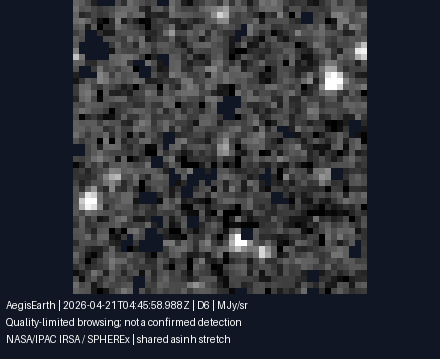 AegisEarth | 2026-04-21T04:45:58.988Z | D6 | MJy/sr
Quality-limited browsing; not a confirmed detection
NASA/IPAC IRSA / SPHEREx | shared asinh stretch